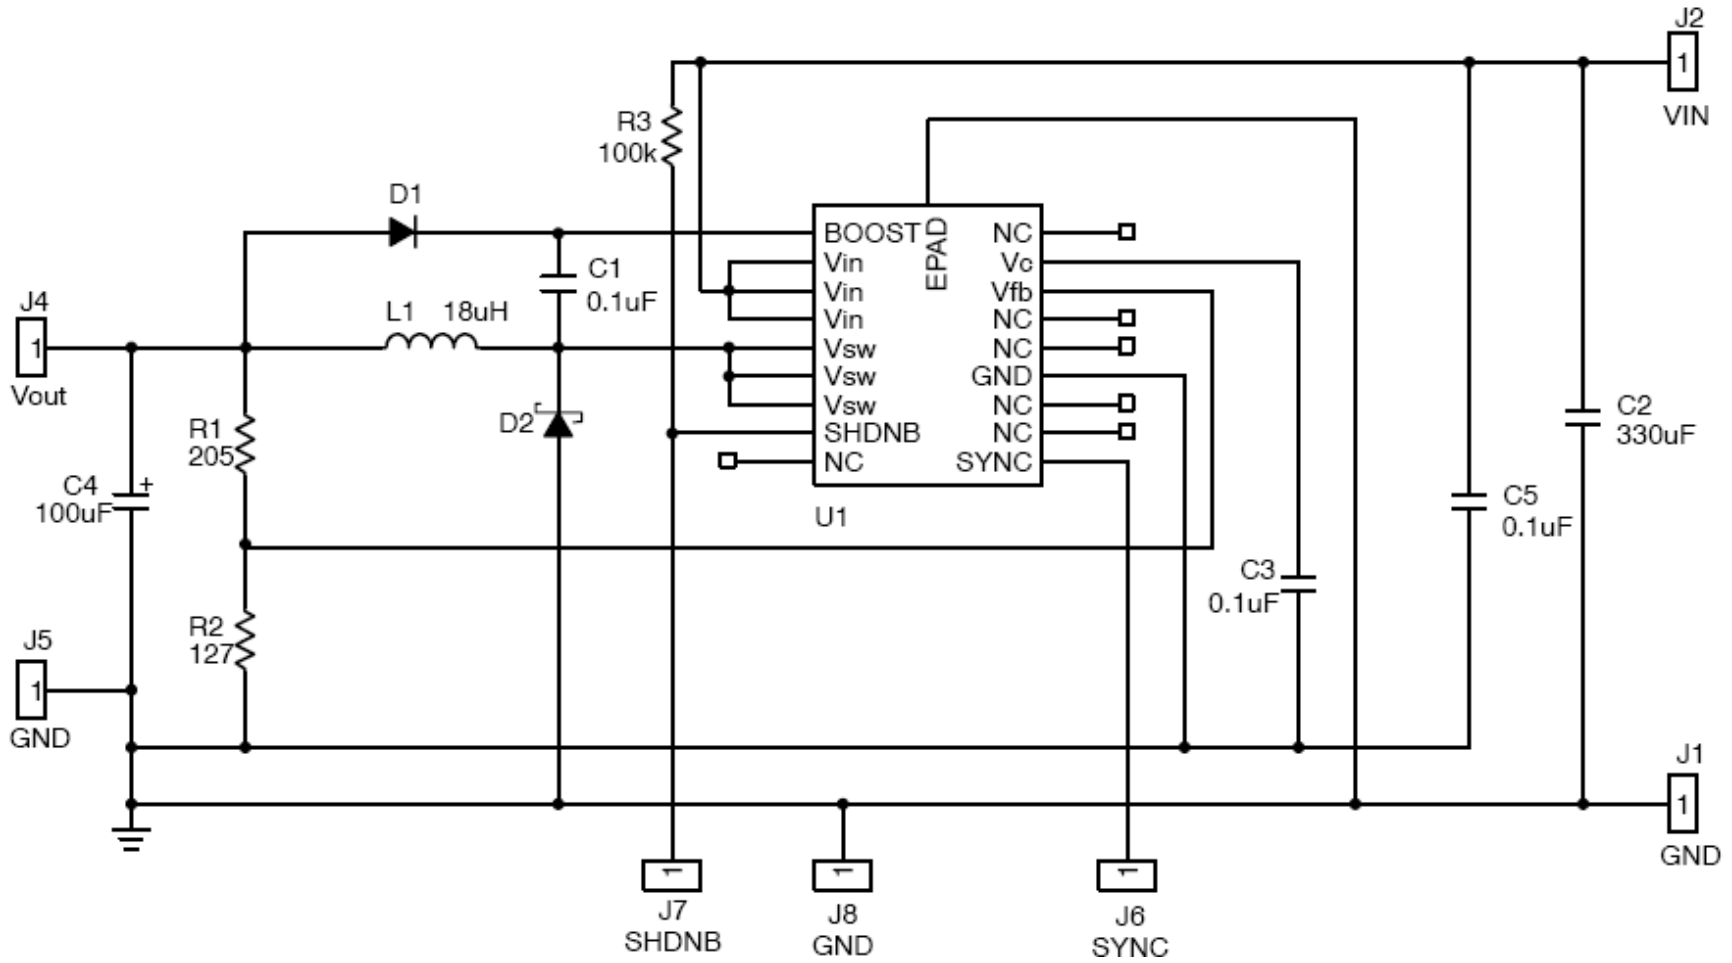 J2
1
VIN
R3
100k
D1
BOOST
EPAD
NC
Vin
Vc
C1
0.1uF
Vin
Vfb
Vin
NC
J4
1
Vout
L1 18uH
Vsw
NC
Vsw
GND
Vsw
NC
D2
SHDNB
NC
NC
SYNC
U1
R1
205
C4
+
100uF
C2
330uF
C5
0.1uF
C3
0.1uF
R2
127
J5
1
GND
J1
1
GND
1
J7
SHDNB
1
J8
GND
1
J6
SYNC